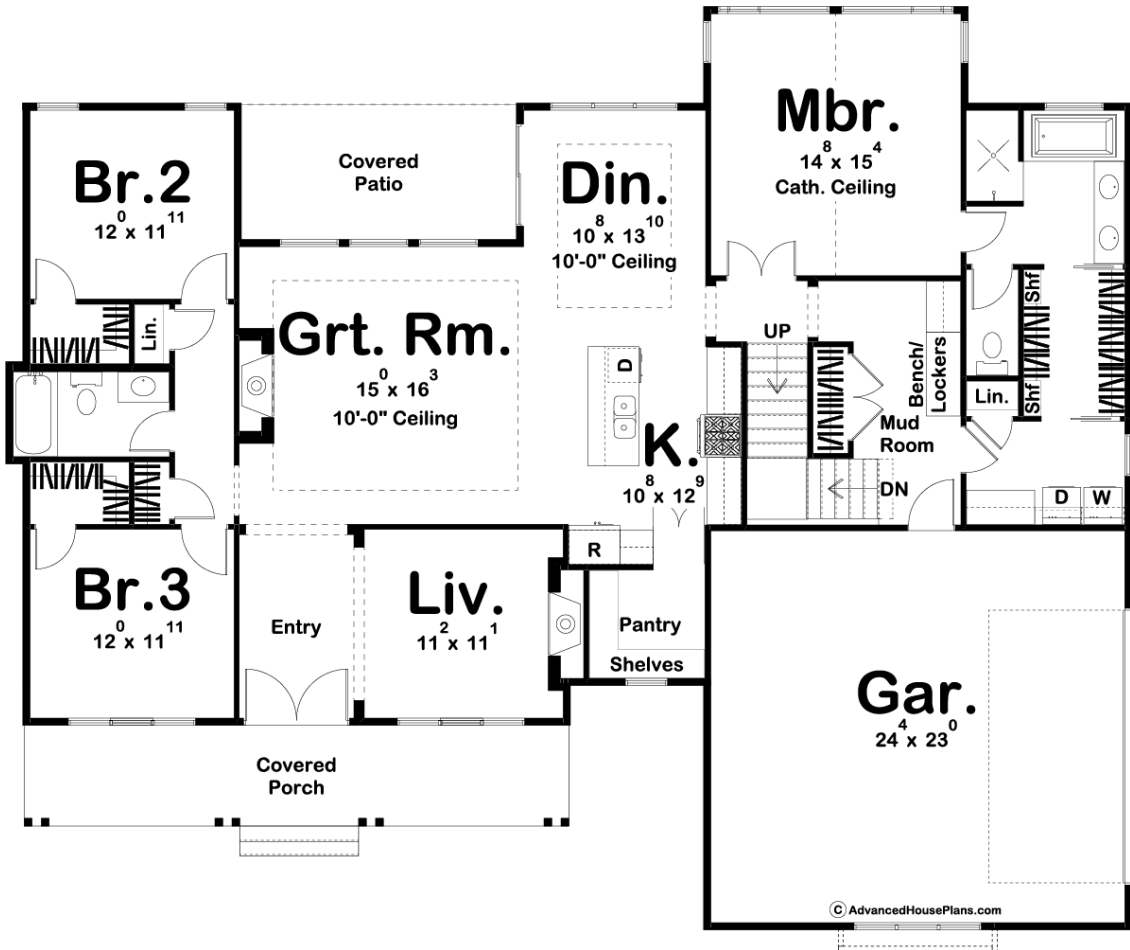 Br.2
12⁰ x 11¹¹
Covered
Patio
Din.
10⁸ x 13¹⁰
10'-0" Ceiling
Mbr.
14⁸ x 15⁴
Cath. Ceiling
Lin.
Grt. Rm.
15⁰ x 16³
10'-0" Ceiling
D
K.
10⁸ x 12⁹
R
UP
DN
Bench/
Lockers
Mud
Room
Shf
Shf
Lin.
D
W
Br.3
12⁰ x 11¹¹
Entry
Liv.
11² x 11¹
Pantry
Shelves
Gar.
24⁴ x 23⁰
Covered
Porch
© AdvancedHousePlans.com